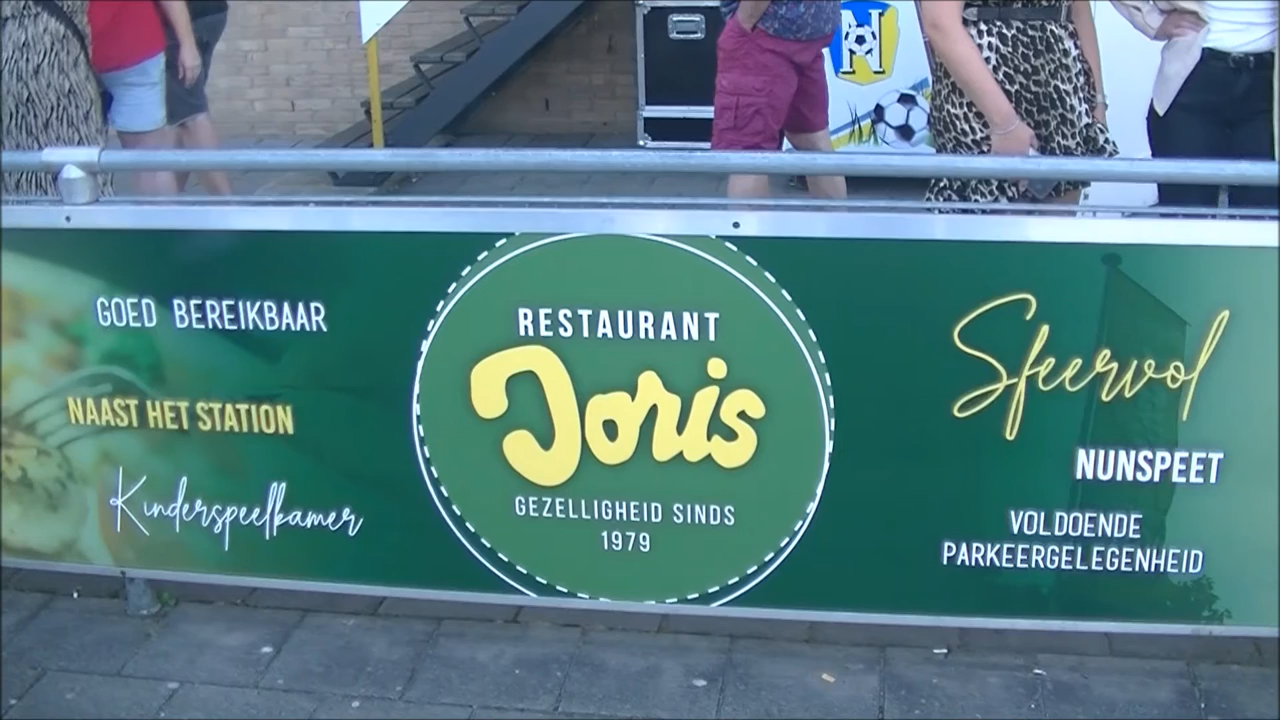 N
GOED BEREIKBAAR
NAAST HET STATION
Kinderspeelkamer
RESTAURANT
Joris
GEZELLIGHEID SINDS
1979
Sfeervol
NUNSPEET
VOLDOENDE
PARKEERGELEGENHEID